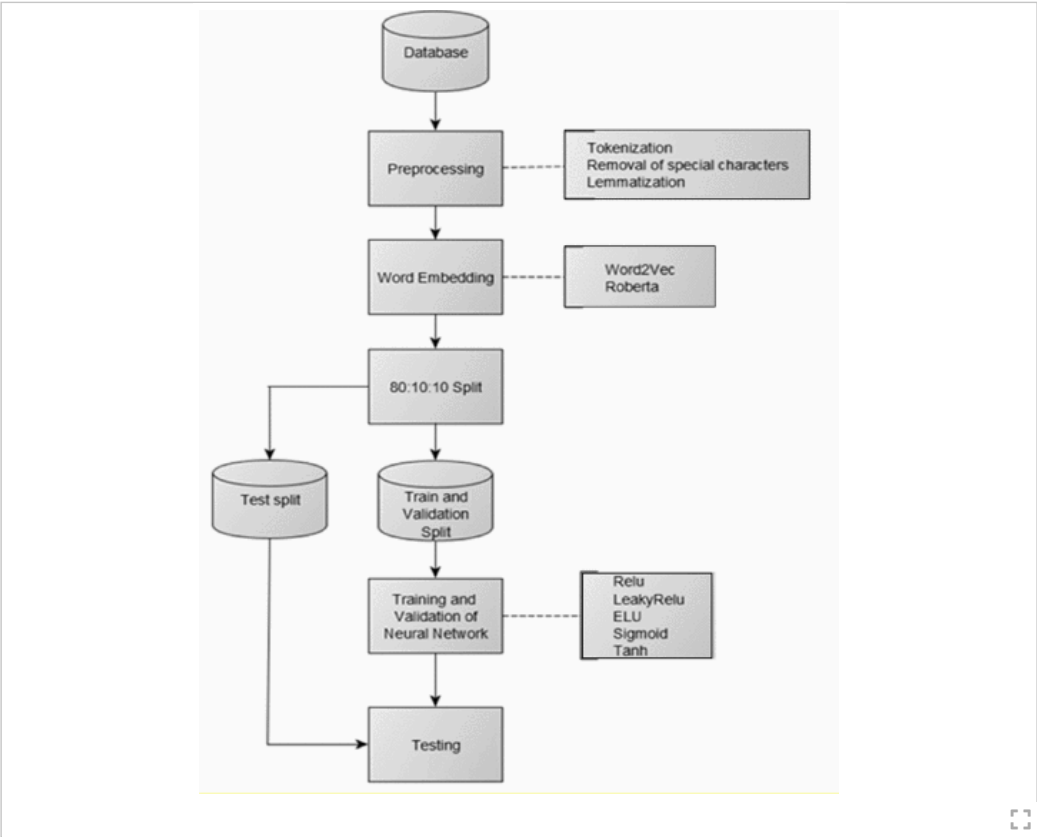 Database
Preprocessing
Tokenization
Removal of special characters
Lemmatization
Word Embedding
Word2Vec
Roberta
80:10:10 Split
Test split
Train and
Validation
Split
Training and
Validation of
Neural Network
Relu
LeakyRelu
ELU
Sigmoid
Tanh
Testing